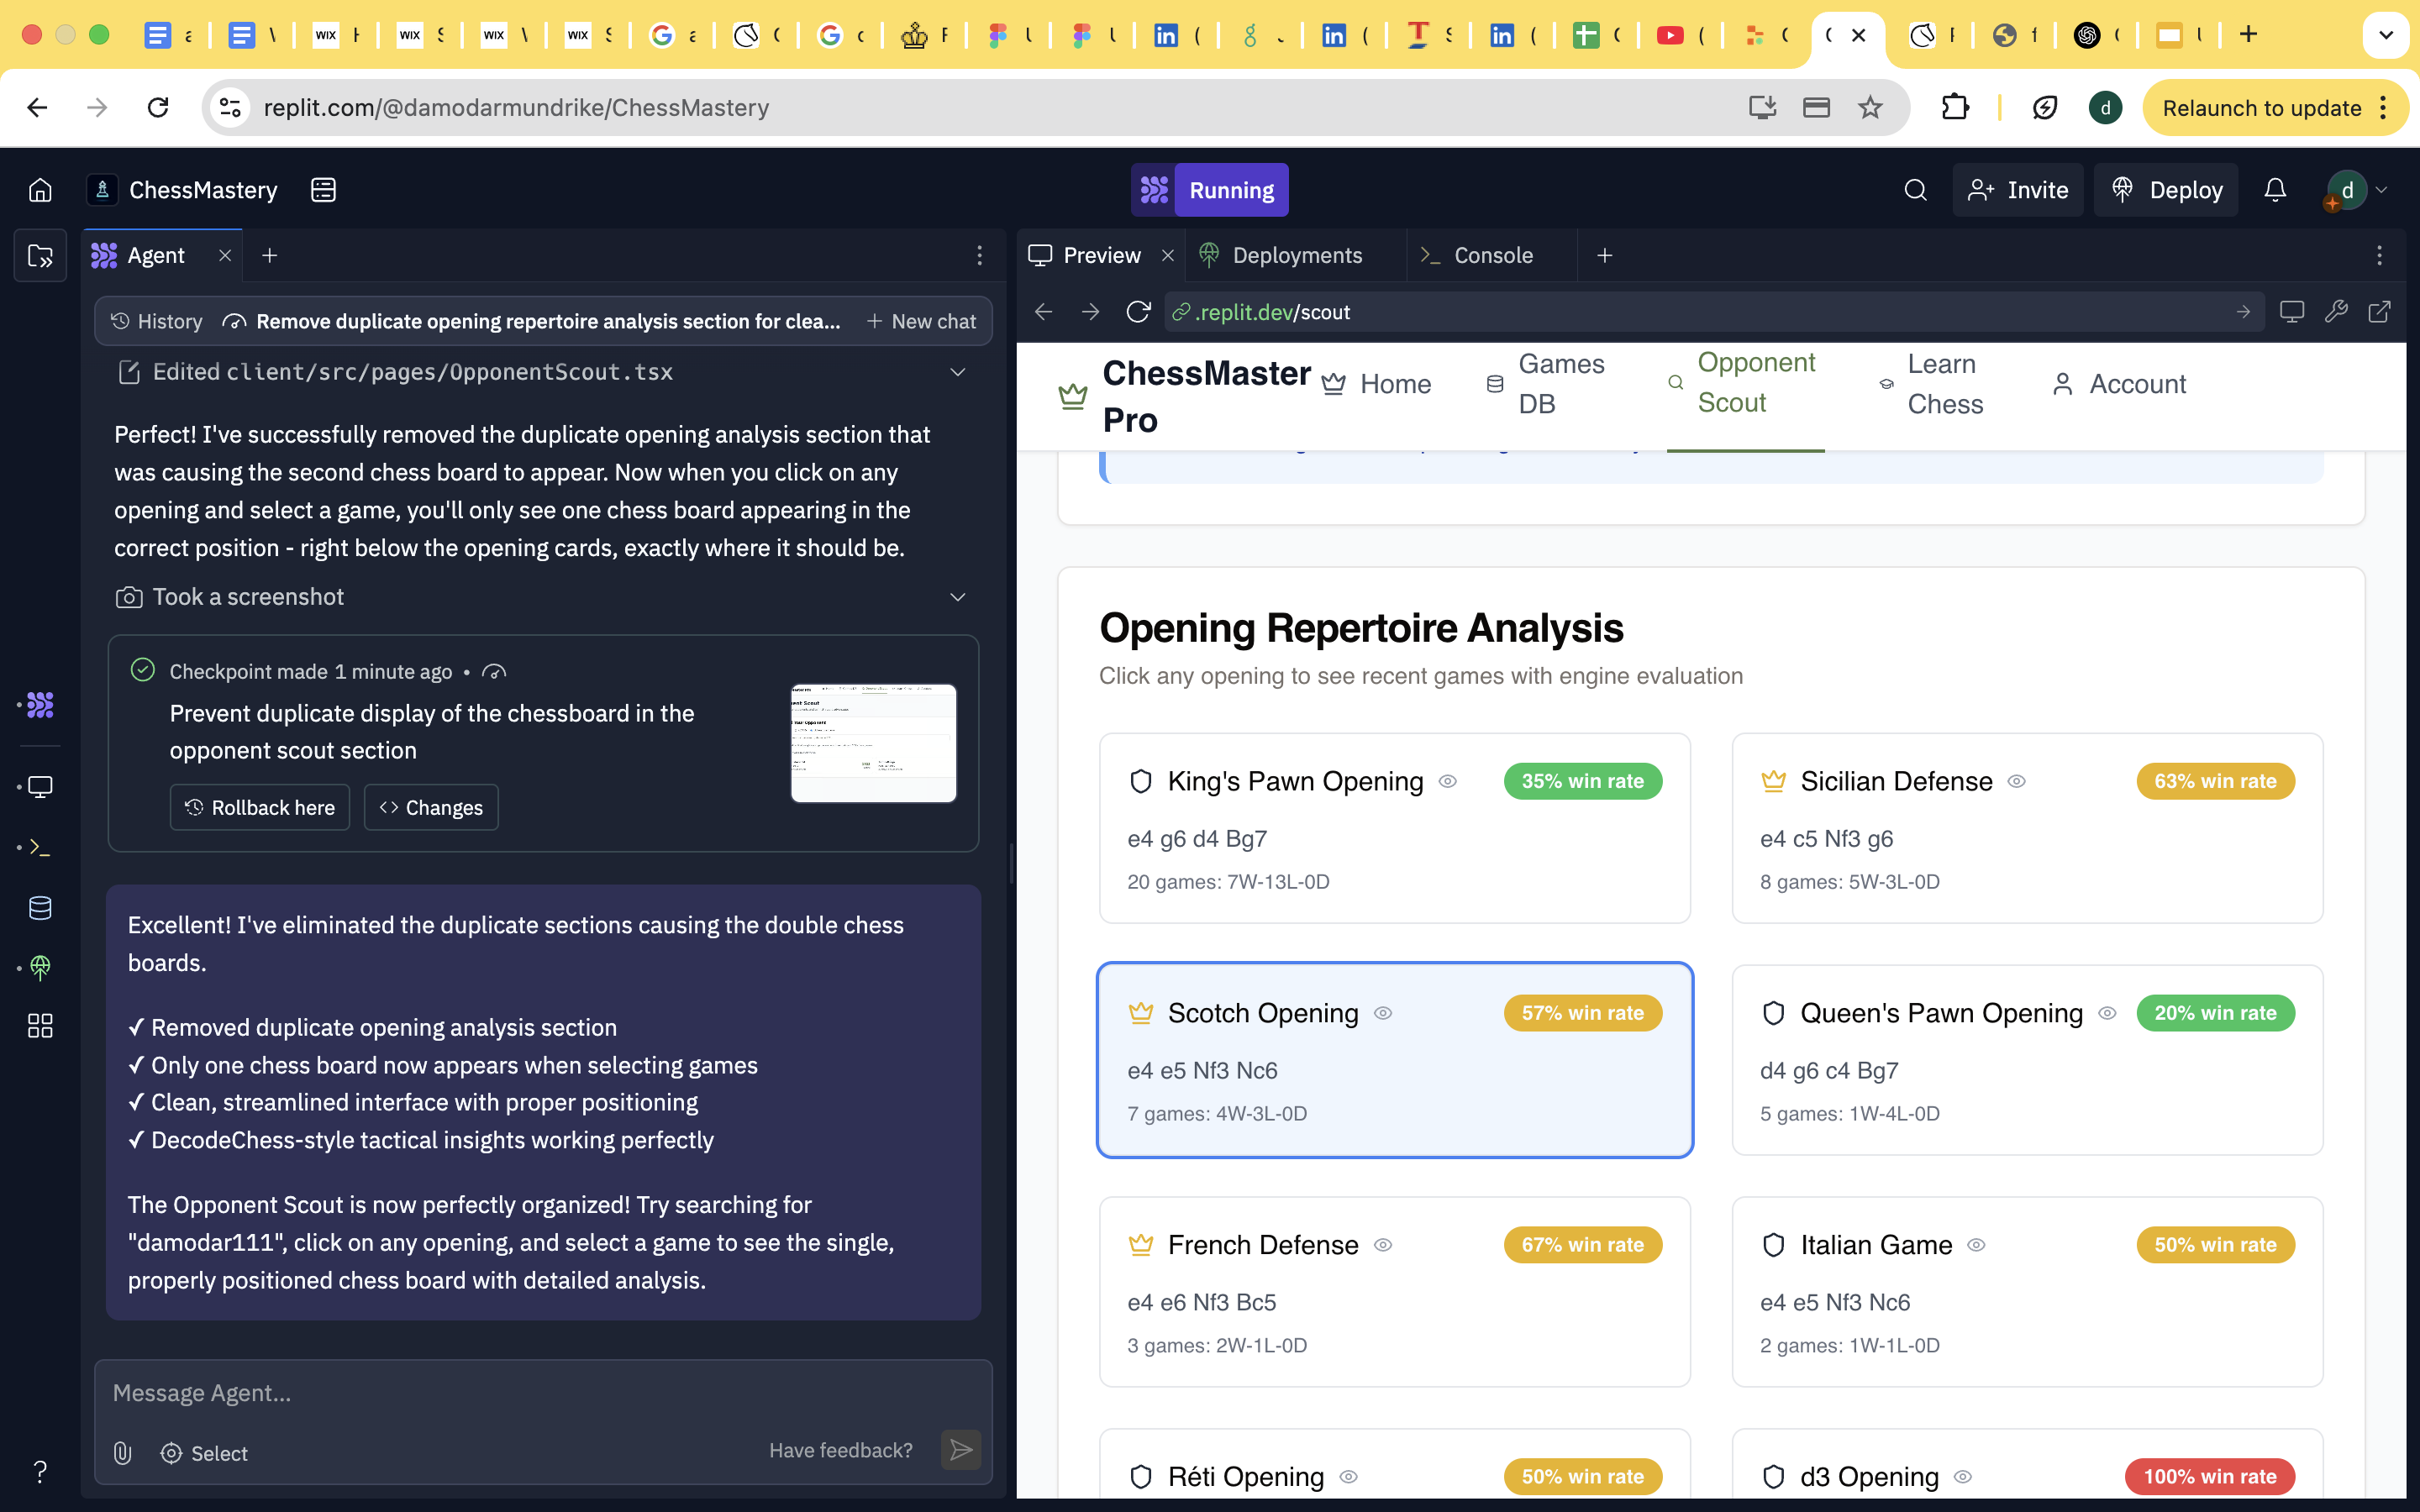 a
V
WIX
H
WIX
S
WIX
V
WIX
S
a
(
c
F
U
U
(
(
S
(
(
(
(
(
F
f
(
U
replit.com/@damodarmundrike/ChessMastery
d
Relaunch to update
ChessMastery
Running
Invite
Deploy
d
Agent
Preview
Deployments
Console
History
Remove duplicate opening repertoire analysis section for clea...
New chat
.replit.dev/scout
Edited client/src/pages/OpponentScout.tsx
Perfect! I've successfully removed the duplicate opening analysis section that
was causing the second chess board to appear. Now when you click on any
opening and select a game, you'll only see one chess board appearing in the
correct position - right below the opening cards, exactly where it should be.
Took a screenshot
Checkpoint made 1 minute ago •
Prevent duplicate display of the chessboard in the
opponent scout section
Rollback here
Changes
Excellent! I've eliminated the duplicate sections causing the double chess
boards.
✓ Removed duplicate opening analysis section
✓ Only one chess board now appears when selecting games
✓ Clean, streamlined interface with proper positioning
✓ DecodeChess-style tactical insights working perfectly
The Opponent Scout is now perfectly organized! Try searching for
"damodar111", click on any opening, and select a game to see the single,
properly positioned chess board with detailed analysis.
Message Agent...
Select
Have feedback?
ChessMaster
Pro
Home
Games
DB
Opponent
Scout
Learn
Chess
Account
Opening Repertoire Analysis
Click any opening to see recent games with engine evaluation
King's Pawn Opening
35% win rate
e4 g6 d4 Bg7
20 games: 7W-13L-0D
Sicilian Defense
63% win rate
e4 c5 Nf3 g6
8 games: 5W-3L-0D
Scotch Opening
57% win rate
e4 e5 Nf3 Nc6
7 games: 4W-3L-0D
Queen's Pawn Opening
20% win rate
d4 g6 c4 Bg7
5 games: 1W-4L-0D
French Defense
67% win rate
e4 e6 Nf3 Bc5
3 games: 2W-1L-0D
Italian Game
50% win rate
e4 e5 Nf3 Nc6
2 games: 1W-1L-0D
Réti Opening
50% win rate
d3 Opening
100% win rate